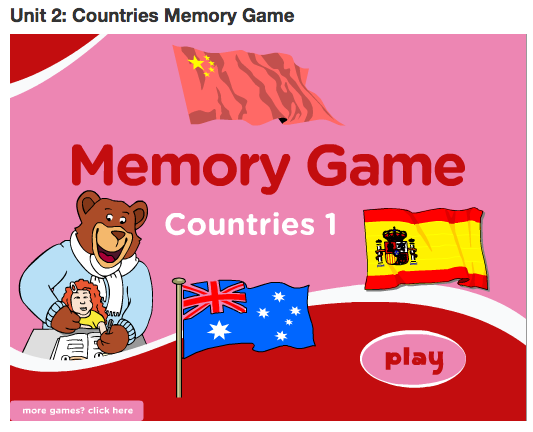 Unit 2: Countries Memory Game
Memory Game
Countries 1
play
more games? click here